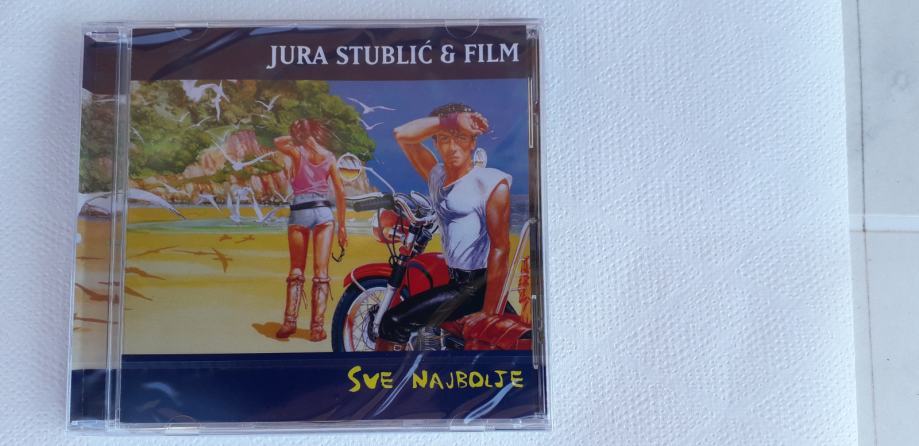 JURA STUBLIĆ & FILM
SVE NAJBOLJE